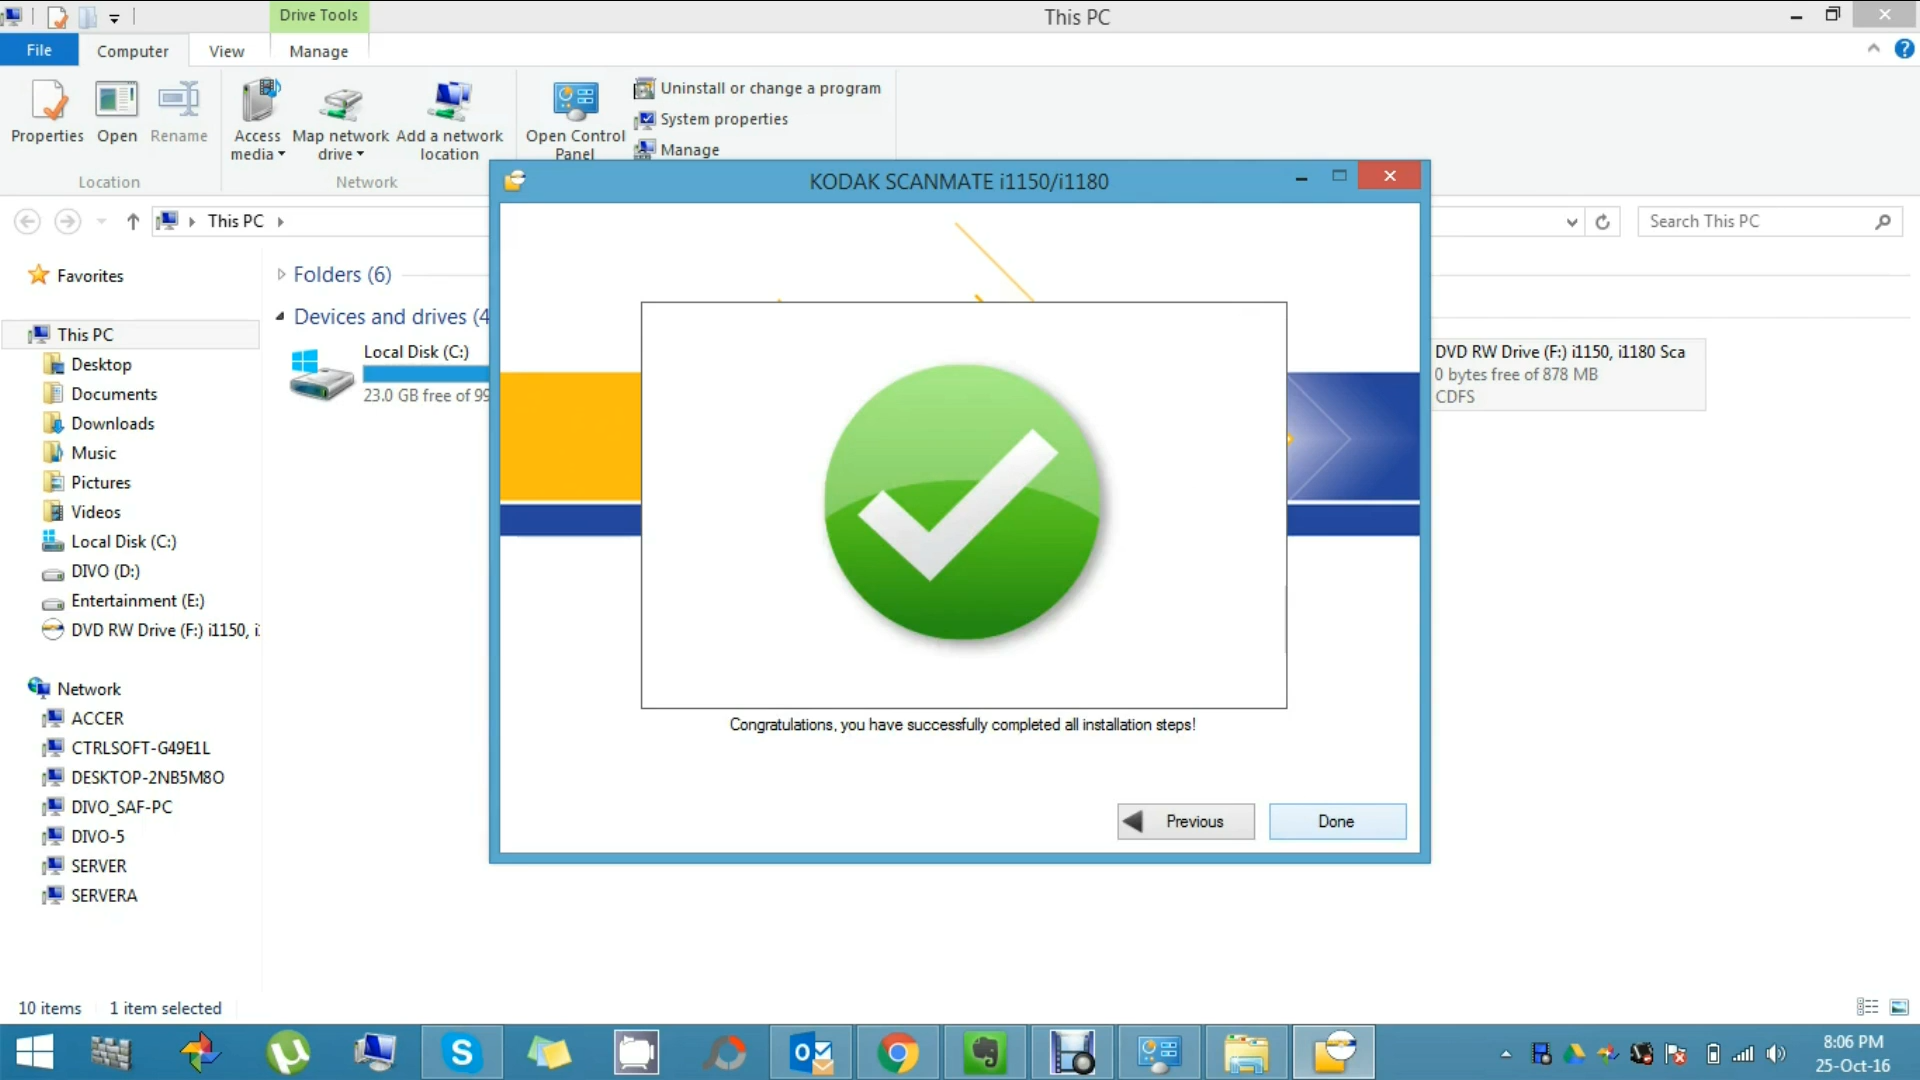 Drive Tools
This PC
File
Computer
View
Manage
Properties
Open
Rename
Access
media
Map network
drive
Add a network
location
Open Control
Panel
Uninstall or change a program
System properties
Manage
Location
Network
This PC
Search This PC
KODAK SCANMATE i1150/i1180
Favorites
This PC
Desktop
Documents
Downloads
Music
Pictures
Videos
Local Disk (C:)
DIVO (D:)
Entertainment (E:)
DVD RW Drive (F:) i1150, i
Network
ACCER
CTRLSOFT-G49E1L
DESKTOP-2NB5M8O
DIVO_SAF-PC
DIVO-5
SERVER
SERVERA
Folders (6)
Devices and drives (4
Local Disk (C:)
23.0 GB free of 99
DVD RW Drive (F:) i1150, i1180 Sca
0 bytes free of 878 MB
CDFS
Congratulations, you have successfully completed all installation steps!
Previous
Done
10 items
1 item selected
8:06 PM
25-Oct-16